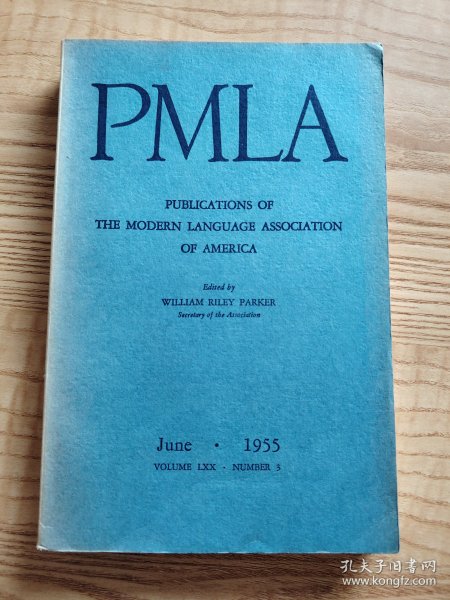 PMLA
PUBLICATIONS OF
THE MODERN LANGUAGE ASSOCIATION
OF AMERICA
Edited by
WILLIAM RILEY PARKER
Secretary of the Association
June · 1955
VOLUME LXX · NUMBER 3
孔夫子旧书网
www.kongfz.com